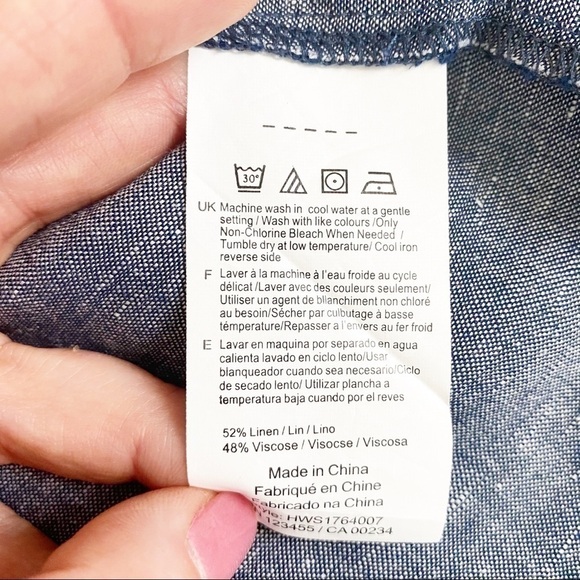 30°
UK Machine wash in cool water at a gentle
setting / Wash with like colours /Only
Non-Chlorine Bleach When Needed /
Tumble dry at low temperature/ Cool iron
reverse side
F Laver à la machine à l'eau froide au cycle
délicat /Laver avec des couleurs seulement/
Utiliser un agent de bllanchiment non chloré
au besoin/Sécher par culbutage à basse
témpérature/Repasser a l'envers au fer froid
E Lavar en maquina por separado en agua
calienta lavado en ciclo lento/Usar
blanqueador cuando sea necesario/Ciclo
de secado lento/ Utilizar plancha a
temperatura baja cuando por el reves
52% Linen / Lin / Lino
48% Viscose / Visocse / Viscosa
Made in China
Fabriqué en Chine
Fabricado na China
HWS1764007
123455 / CA 00234